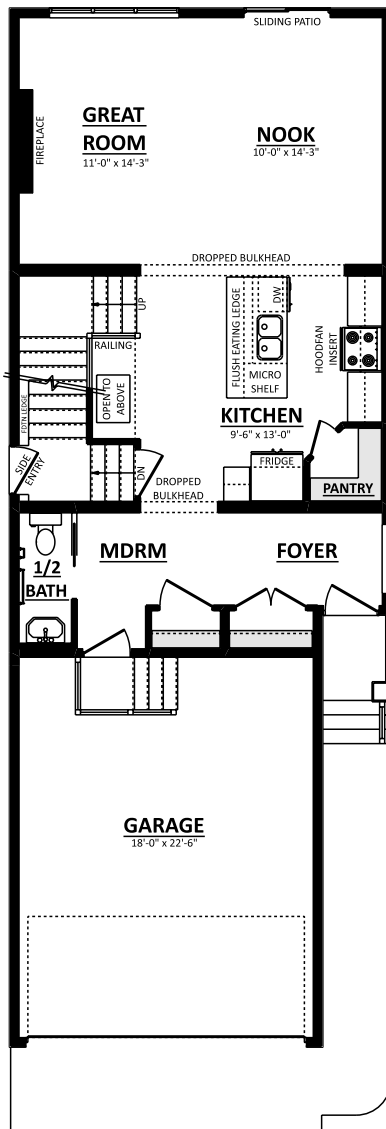 SLIDING PATIO
GREAT
ROOM
11'-0" x 14'-3"
NOOK
10'-0" x 14'-3"
FIREPLACE
DROPPED BULKHEAD
UP
RAILING
OPEN TO
ABOVE
FLUSH EATING LEDGE
DW
HOODFAN
INSERT
MICRO
SHELF
KITCHEN
9'-6" x 13'-0"
FDTN LEDGE
SIDE
ENTRY
DN
FRIDGE
DROPPED
BULKHEAD
PANTRY
MDRM
FOYER
1/2
BATH
GARAGE
18'-0" x 22'-6"